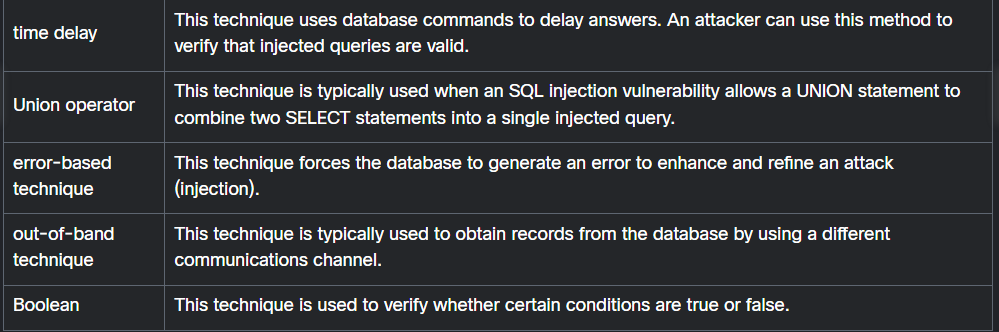 time delay
This technique uses database commands to delay answers. An attacker can use this method to
verify that injected queries are valid.
Union operator
This technique is typically used when an SQL injection vulnerability allows a UNION statement to
combine two SELECT statements into a single injected query.
error-based
technique
This technique forces the database to generate an error to enhance and refine an attack
(injection).
out-of-band
technique
This technique is typically used to obtain records from the database by using a different
communications channel.
Boolean
This technique is used to verify whether certain conditions are true or false.